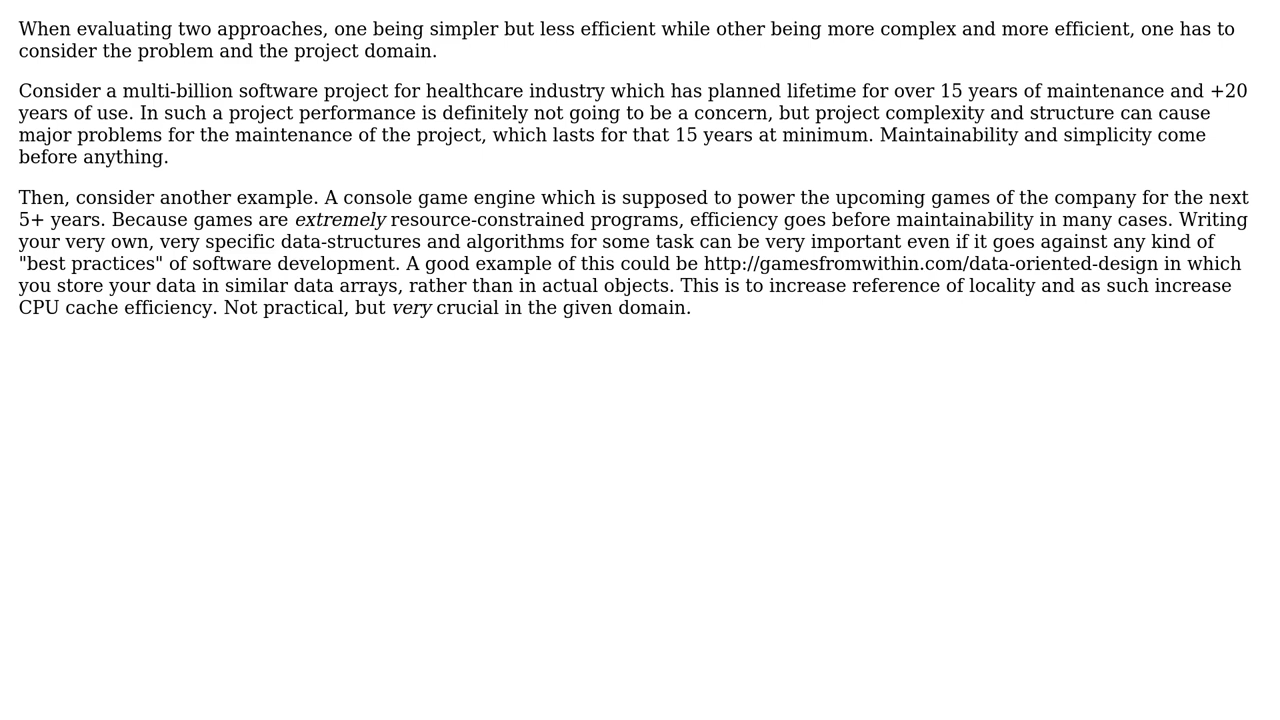 When evaluating two approaches, one being simpler but less efficient while other being more complex and more efficient, one has to
consider the problem and the project domain.
Consider a multi-billion software project for healthcare industry which has planned lifetime for over 15 years of maintenance and +20
years of use. In such a project performance is definitely not going to be a concern, but project complexity and structure can cause
major problems for the maintenance of the project, which lasts for that 15 years at minimum. Maintainability and simplicity come
before anything.
Then, consider another example. A console game engine which is supposed to power the upcoming games of the company for the next
5+ years. Because games are extremely resource-constrained programs, efficiency goes before maintainability in many cases. Writing
your very own, very specific data-structures and algorithms for some task can be very important even if it goes against any kind of
"best practices" of software development. A good example of this could be http://gamesfromwithin.com/data-oriented-design in which
you store your data in similar data arrays, rather than in actual objects. This is to increase reference of locality and as such increase
CPU cache efficiency. Not practical, but very crucial in the given domain.